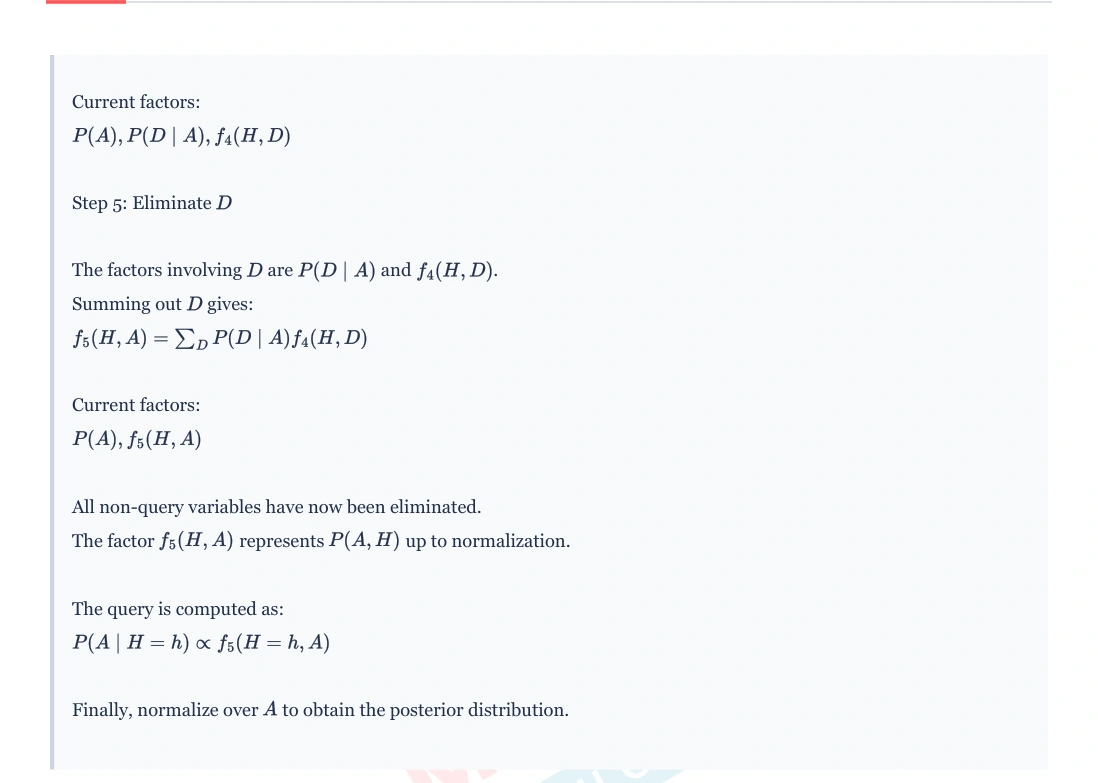 Current factors:
P(A), P(D | A), f₄(H, D)
Step 5: Eliminate D
The factors involving D are P(D | A) and f₄(H, D).
Summing out D gives:
f₅(H, A) = ∑_D P(D | A)f₄(H, D)
Current factors:
P(A), f₅(H, A)
All non-query variables have now been eliminated.
The factor f₅(H, A) represents P(A, H) up to normalization.
The query is computed as:
P(A | H = h) ∝ f₅(H = h, A)
Finally, normalize over A to obtain the posterior distribution.